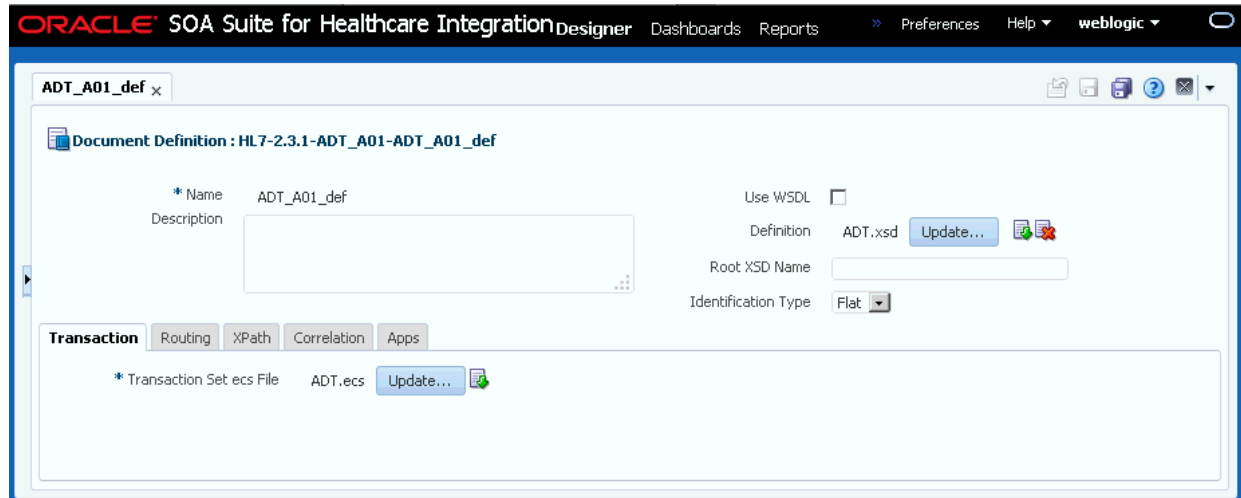 ORACLE SOA Suite for Healthcare Integration Designer Dashboards Reports » Preferences Help weblogic
ADT_A01_def x
Document Definition : HL7-2.3.1-ADT_A01-ADT_A01_def
* Name ADT_A01_def
Use WSDL
Description
Definition ADT.xsd Update...
Root XSD Name
Identification Type Flat
Transaction Routing XPath Correlation Apps
* Transaction Set ecs File ADT.ecs Update...